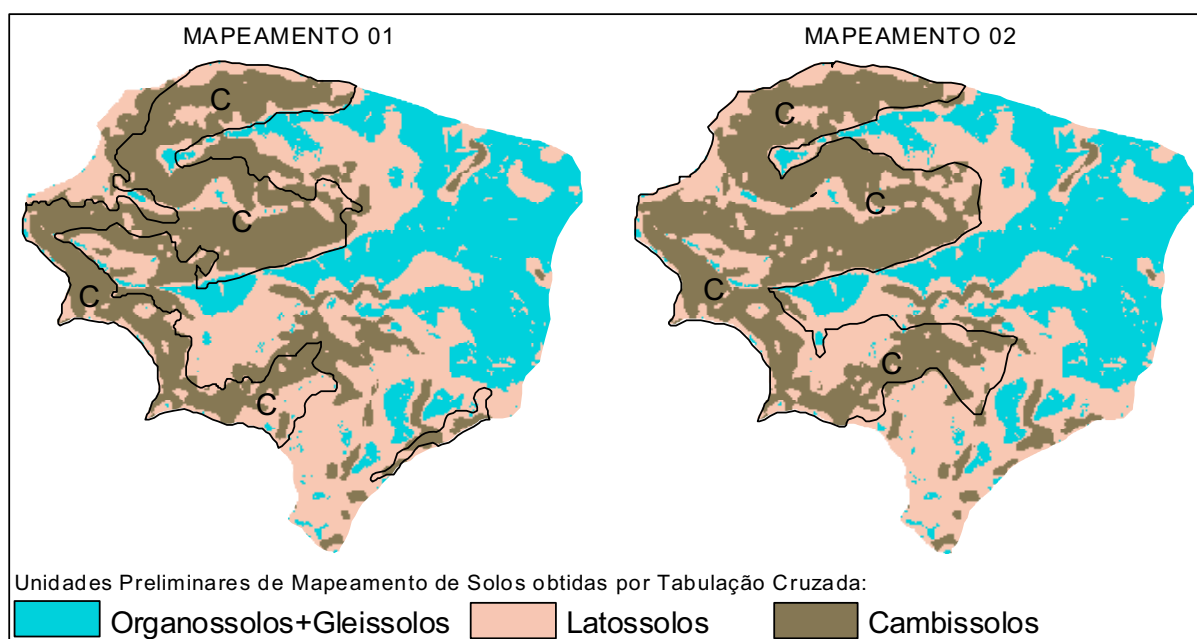 MAPEAMENTO 01
MAPEAMENTO 02
C
C
C
C
C
C
C
C
Unidades Preliminares de Mapeamento de Solos obtidas por Tabulação Cruzada:
Organossolos+Gleissolos
Latossolos
Cambissolos